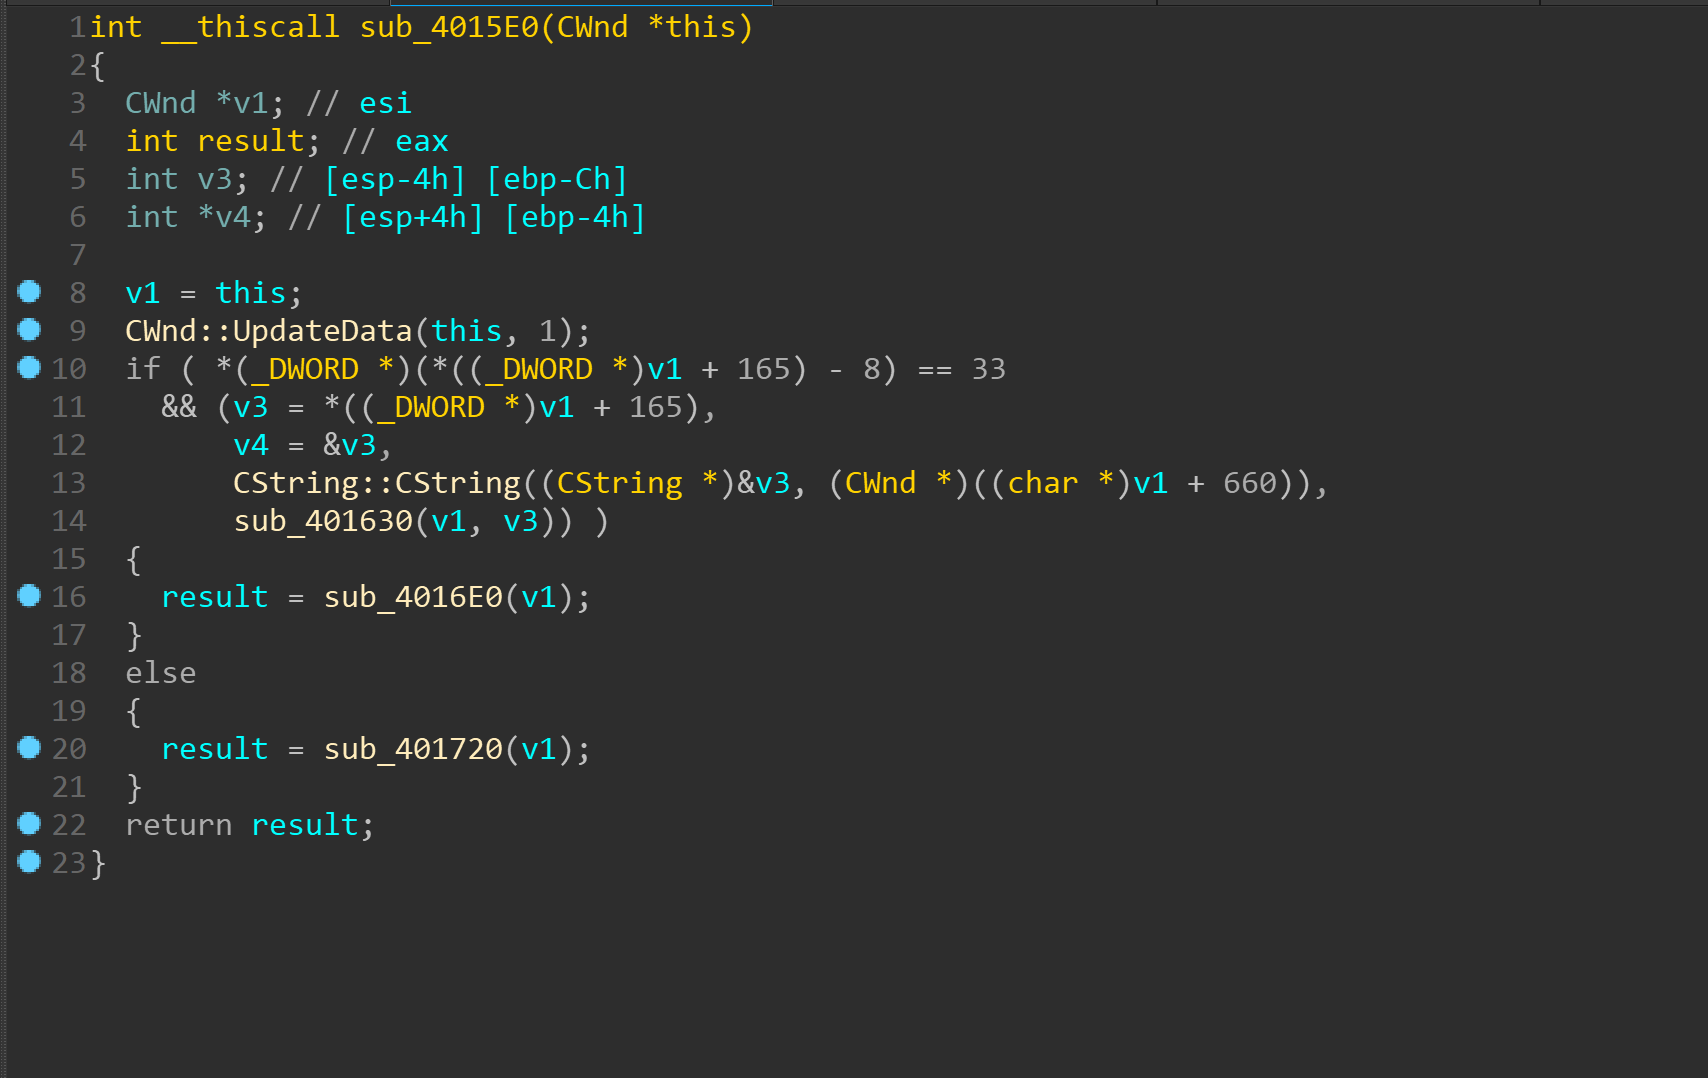 1 int __thiscall sub_4015E0(CWnd *this)
2 {
3   CWnd *v1; // esi
4   int result; // eax
5   int v3; // [esp-4h] [ebp-Ch]
6   int *v4; // [esp+4h] [ebp-4h]
7
8   v1 = this;
9   CWnd::UpdateData(this, 1);
10   if ( *(_DWORD *)(*((_DWORD *)v1 + 165) - 8) == 33
11     && (v3 = *((_DWORD *)v1 + 165),
12         v4 = &v3,
13         CString::CString((CString *)&v3, (CWnd *)((char *)v1 + 660)),
14         sub_401630(v1, v3)) )
15   {
16     result = sub_4016E0(v1);
17   }
18   else
19   {
20     result = sub_401720(v1);
21   }
22   return result;
23 }